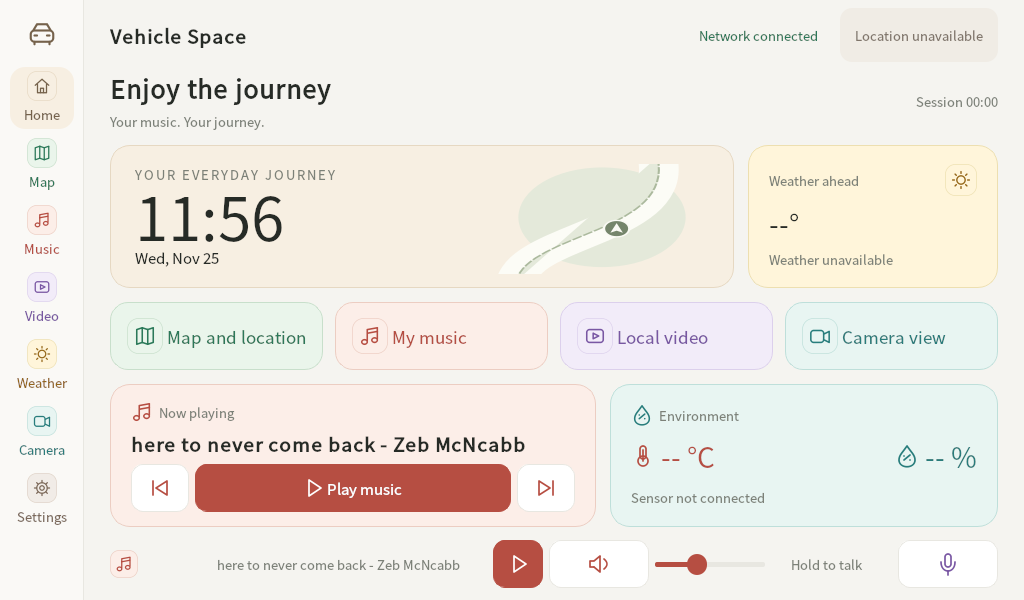 Vehicle Space
Network connected
Location unavailable
Home
Map
Music
Video
Weather
Camera
Settings
Enjoy the journey
Your music. Your journey.
Session 00:00
YOUR EVERYDAY JOURNEY
11:56
Wed, Nov 25
Weather ahead
--°
Weather unavailable
Map and location
My music
Local video
Camera view
Now playing
here to never come back - Zeb McNcabb
Play music
Environment
-- °C
-- %
Sensor not connected
here to never come back - Zeb McNcabb
Hold to talk